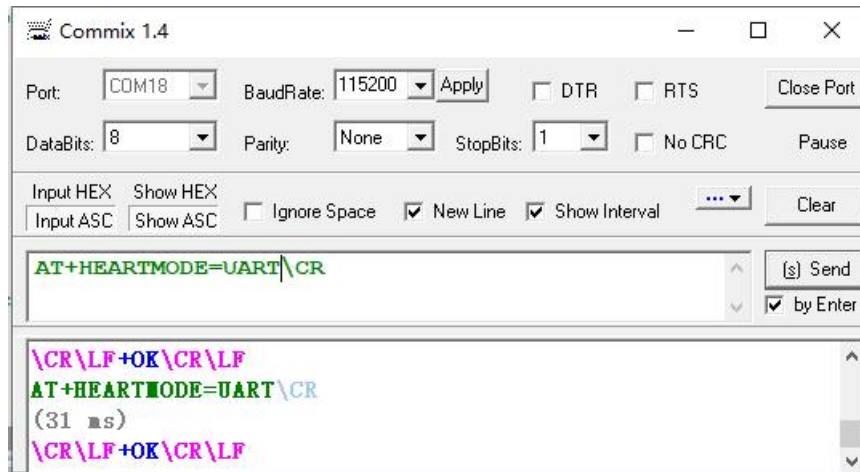 Commix 1.4
Port: COM18 BaudRate: 115200 Apply DTR RTS Close Port
DataBits: 8 Parity: None StopBits: 1 No CRC Pause
Input HEX Show HEX
Input ASC Show ASC Ignore Space New Line Show Interval ... Clear
AT+HEARTMODE=UART\CR (s) Send
by Enter
\CR\LF+OK\CR\LF
AT+HEARTMODE=UART\CR
(31 ms)
\CR\LF+OK\CR\LF